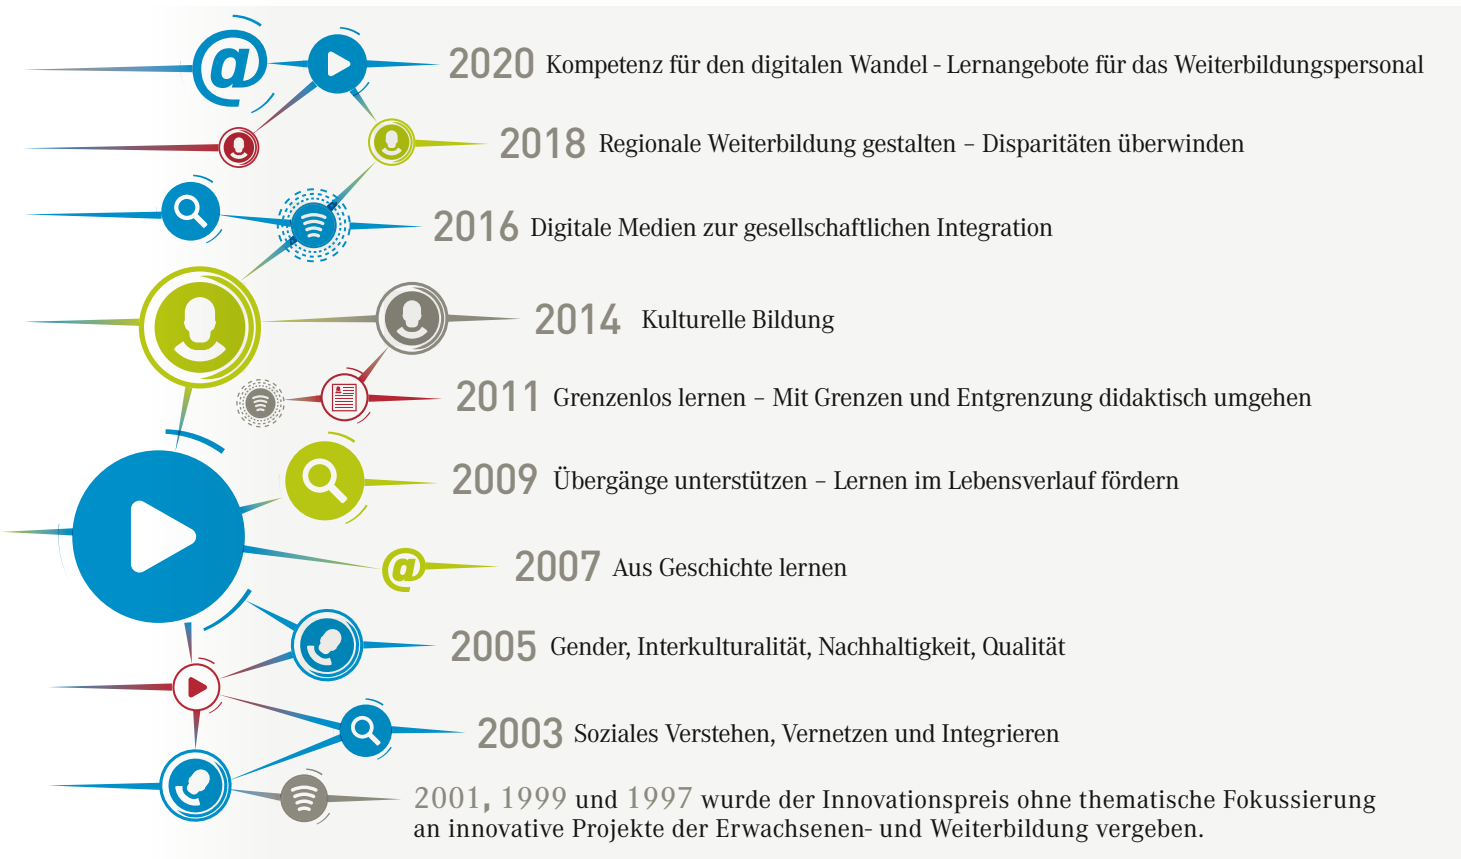 2020 Kompetenz für den digitalen Wandel - Lernangebote für das Weiterbildungspersonal
2018 Regionale Weiterbildung gestalten – Disparitäten überwinden
2016 Digitale Medien zur gesellschaftlichen Integration
2014 Kulturelle Bildung
2011 Grenzenlos lernen – Mit Grenzen und Entgrenzung didaktisch umgehen
2009 Übergänge unterstützen – Lernen im Lebensverlauf fördern
2007 Aus Geschichte lernen
2005 Gender, Interkulturalität, Nachhaltigkeit, Qualität
2003 Soziales Verstehen, Vernetzen und Integrieren
2001, 1999 und 1997 wurde der Innovationspreis ohne thematische Fokussierung
an innovative Projekte der Erwachsenen- und Weiterbildung vergeben.